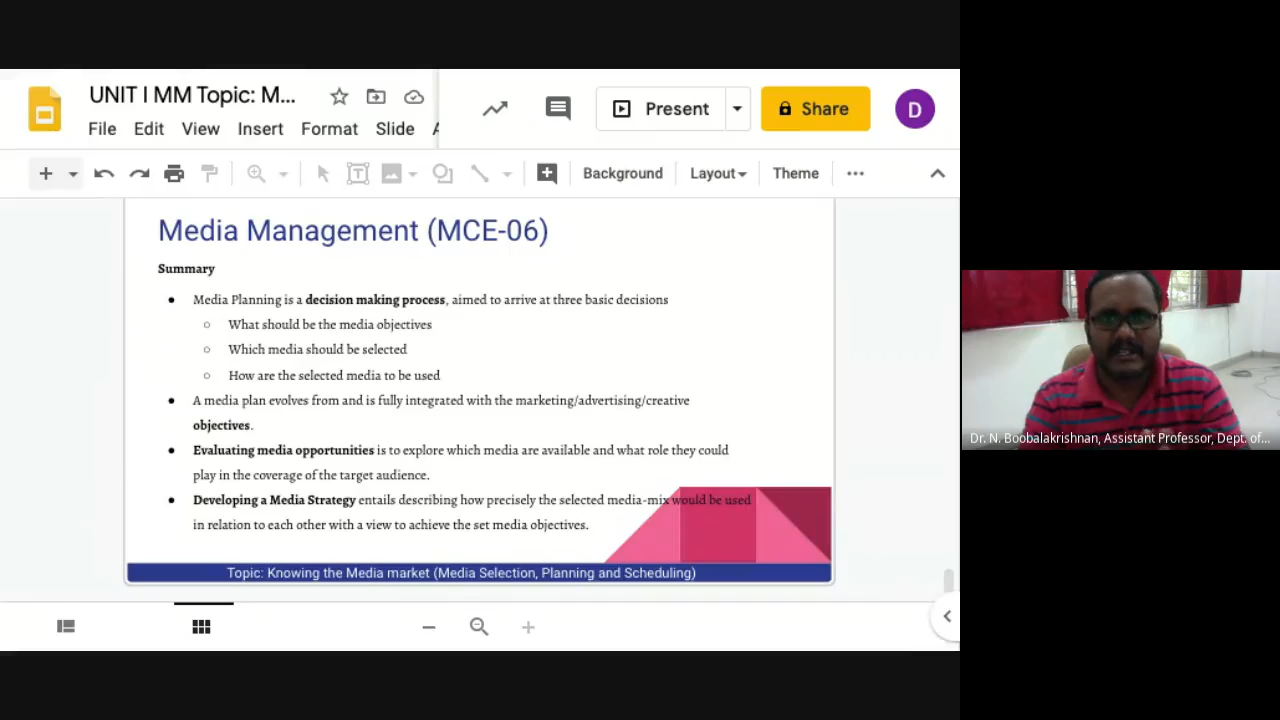 UNIT I MM Topic: M...
File Edit View Insert Format Slide
Present
Share
D
Background Layout Theme
Media Management (MCE-06)
Summary
● Media Planning is a decision making process, aimed to arrive at three basic decisions
○ What should be the media objectives
○ Which media should be selected
○ How are the selected media to be used
● A media plan evolves from and is fully integrated with the marketing/advertising/creative
objectives.
● Evaluating media opportunities is to explore which media are available and what role they could
play in the coverage of the target audience.
● Developing a Media Strategy entails describing how precisely the selected media-mix would be used
in relation to each other with a view to achieve the set media objectives.
Topic: Knowing the Media market (Media Selection, Planning and Scheduling)
Dr. N. Boobalakrishnan, Assistant Professor, Dept. of...